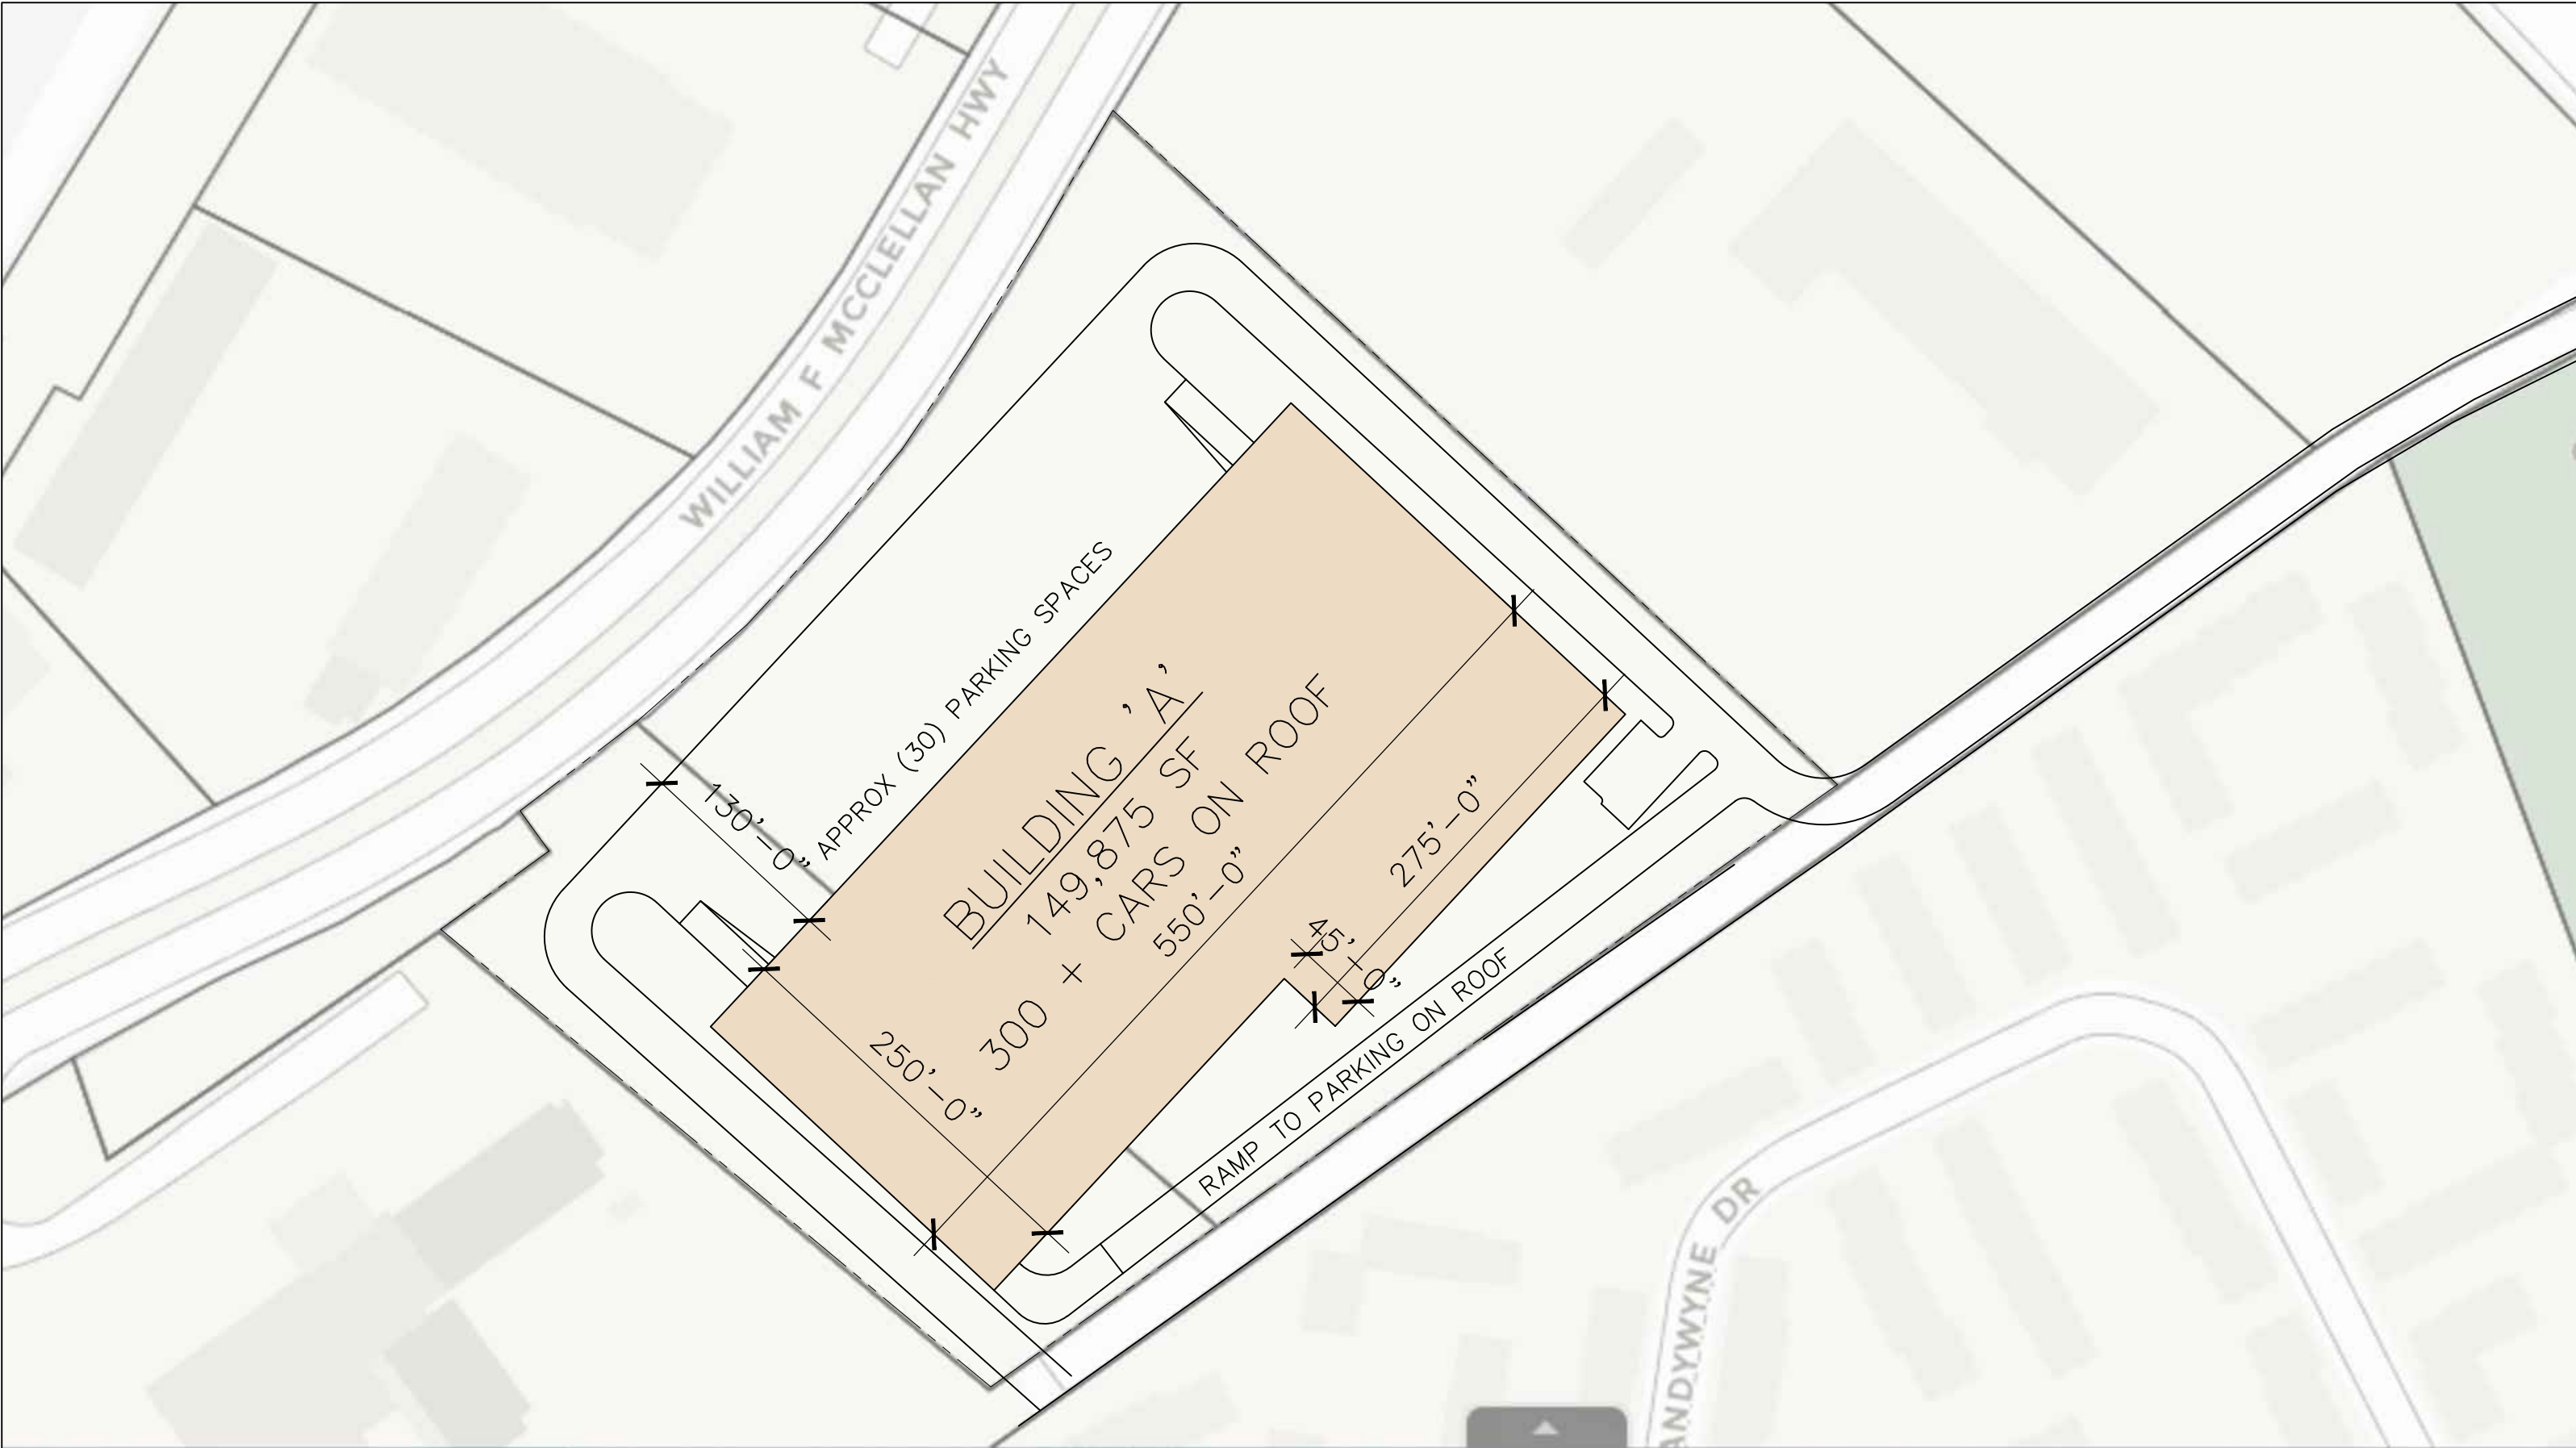 WILLIAM F MCCLELLAN HWY
APPROX (30) PARKING SPACES
130'-0"
BUILDING 'A'
149,875 SF
300 + CARS ON ROOF
550'-0"
275'-0"
45'-0"
250'-0"
RAMP TO PARKING ON ROOF
ANDYWYNE DR